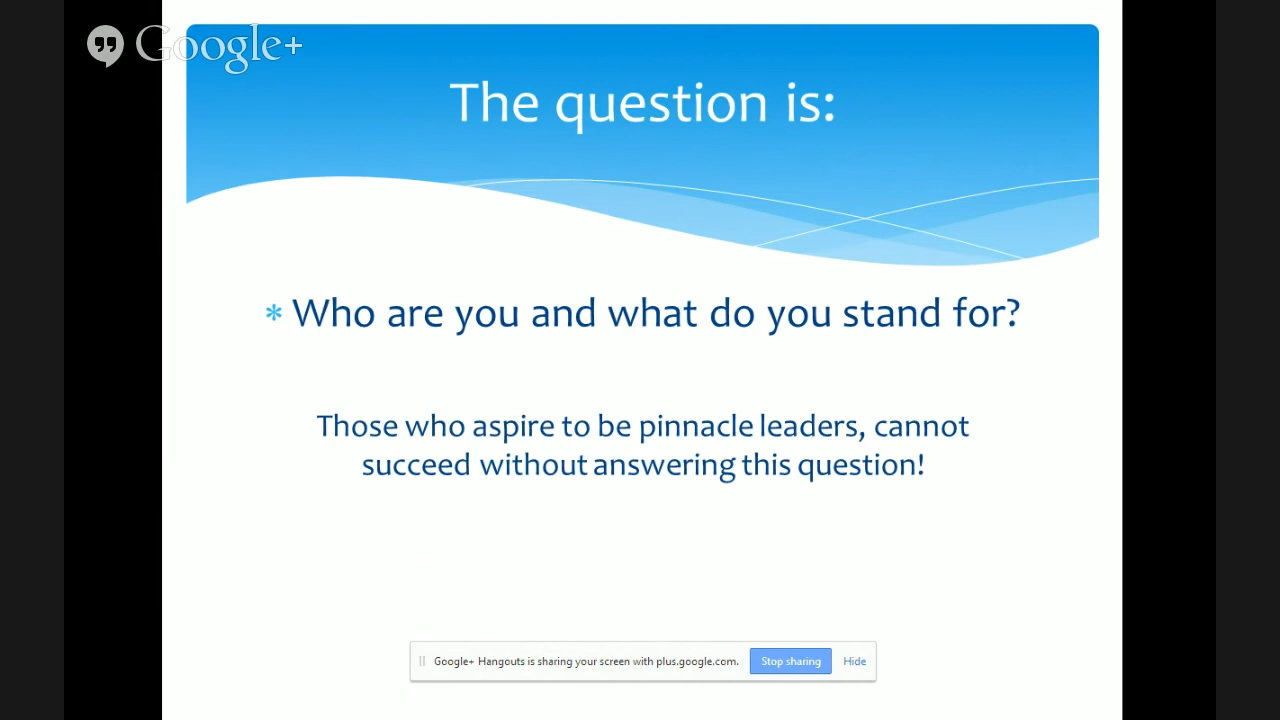 Google+
The question is:
* Who are you and what do you stand for?
Those who aspire to be pinnacle leaders, cannot
succeed without answering this question!
Google+ Hangouts is sharing your screen with plus.google.com. Stop sharing Hide